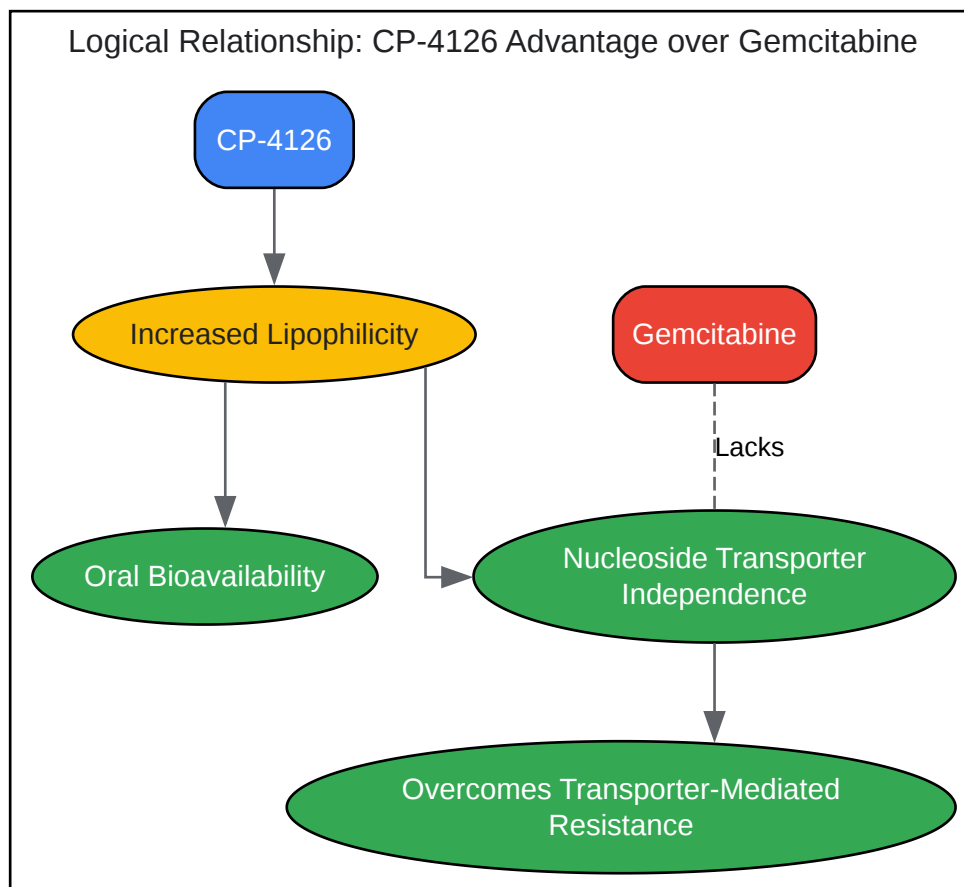 Logical Relationship: CP-4126 Advantage over Gemcitabine
CP-4126
Increased Lipophilicity
Gemcitabine
Lacks
Oral Bioavailability
Nucleoside Transporter
Independence
Overcomes Transporter-Mediated
Resistance